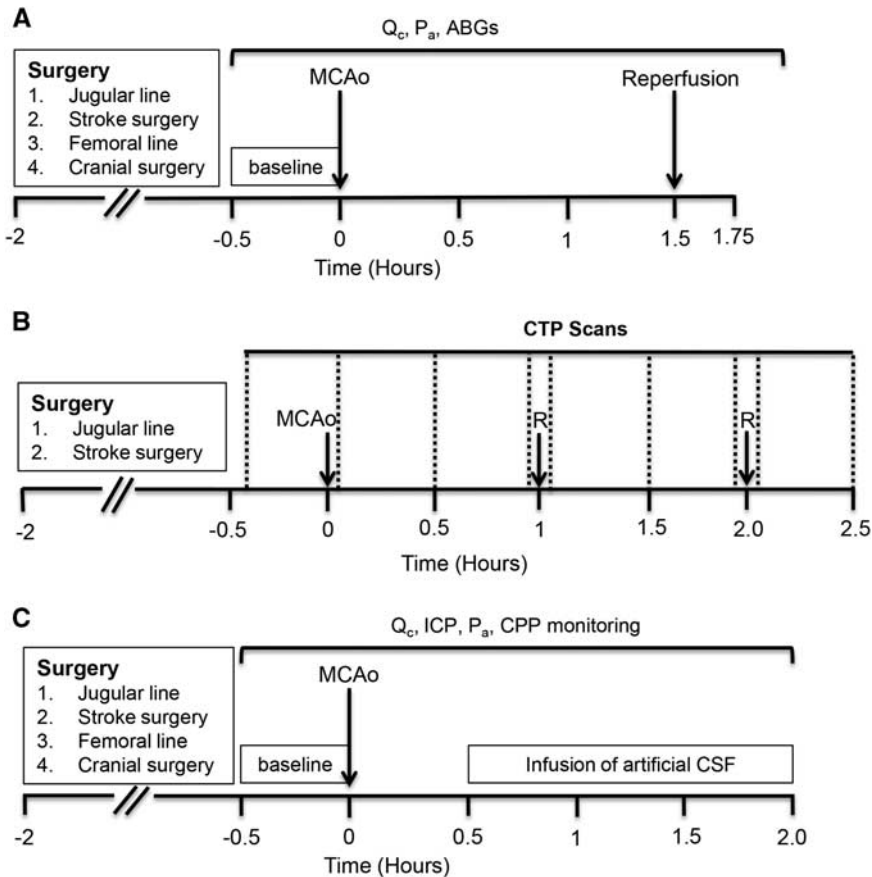 A
Qc, Pa, ABGs
Surgery
1. Jugular line
2. Stroke surgery
3. Femoral line
4. Cranial surgery
MCAo
Reperfusion
baseline
-2 -0.5 0 0.5 1 1.5 1.75
Time (Hours)
B
CTP Scans
Surgery
1. Jugular line
2. Stroke surgery
MCAo R R
-2 -0.5 0 0.5 1 1.5 2.0 2.5
Time (Hours)
C
Qc, ICP, Pa, CPP monitoring
Surgery
1. Jugular line
2. Stroke surgery
3. Femoral line
4. Cranial surgery
MCAo
baseline
Infusion of artificial CSF
-2 -0.5 0 0.5 1 1.5 2.0
Time (Hours)